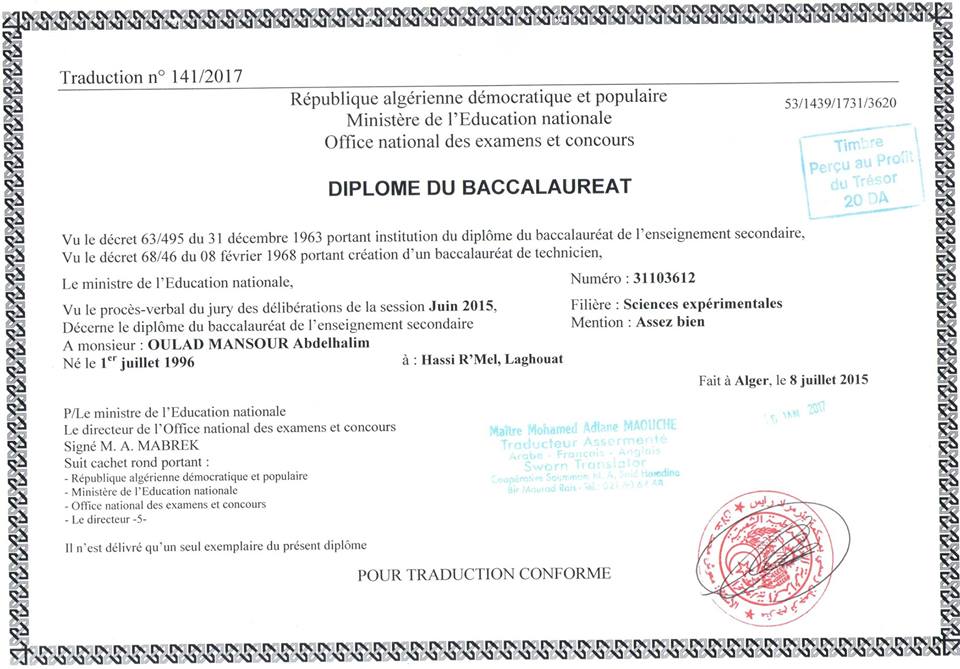 Traduction n° 141/2017
République algérienne démocratique et populaire
53/1439/1731/3620
Ministère de l'Education nationale
Office national des examens et concours
Timbre
Perçu au Profit
du Trésor
20 DA
DIPLOME DU BACCALAUREAT
Vu le décret 63/495 du 31 décembre 1963 portant institution du diplôme du baccalauréat de l'enseignement secondaire,
Vu le décret 68/46 du 08 février 1968 portant création d'un baccalauréat de technicien,
Le ministre de l'Education nationale,
Numéro : 31103612
Vu le procès-verbal du jury des délibérations de la session Juin 2015,
Filière : Sciences expérimentales
Décerne le diplôme du baccalauréat de l'enseignement secondaire
Mention : Assez bien
A monsieur : OULAD MANSOUR Abdelhalim
Né le 1er juillet 1996
à : Hassi R'Mel, Laghouat
Fait à Alger, le 8 juillet 2015
P/Le ministre de l'Education nationale
Le directeur de l'Office national des examens et concours
Signé M. A. MABREK
Suit cachet rond portant :
- République algérienne démocratique et populaire
- Ministère de l'Education nationale
- Office national des examens et concours
- Le directeur -5-
Il n'est délivré qu'un seul exemplaire du présent diplôme
JAN 2017
Maître Mohamed Adlane MAOUCHE
Traducteur Assermenté
Arabe - Français - Anglais
Sworn Translator
Coopérative Soummam
Bir Mourad Rais - Tél.:
POUR TRADUCTION CONFORME